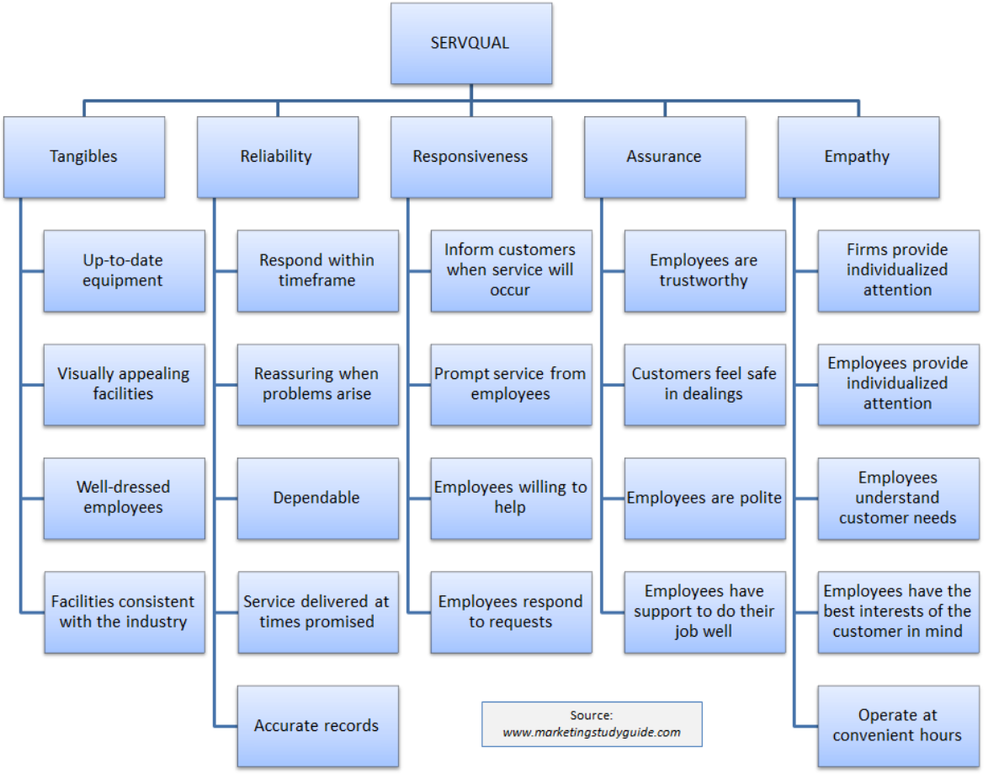 SERVQUAL
Tangibles
Reliability
Responsiveness
Assurance
Empathy
Up-to-date
equipment
Respond within
timeframe
Inform customers
when service will
occur
Employees are
trustworthy
Firms provide
individualized
attention
Visually appealing
facilities
Reassuring when
problems arise
Prompt service from
employees
Customers feel safe
in dealings
Employees provide
individualized
attention
Well-dressed
employees
Dependable
Employees willing to
help
Employees are polite
Employees
understand
customer needs
Facilities consistent
with the industry
Service delivered at
times promised
Employees respond
to requests
Employees have
support to do their
job well
Employees have the
best interests of the
customer in mind
Accurate records
Source:
www.marketingstudyguide.com
Operate at
convenient hours